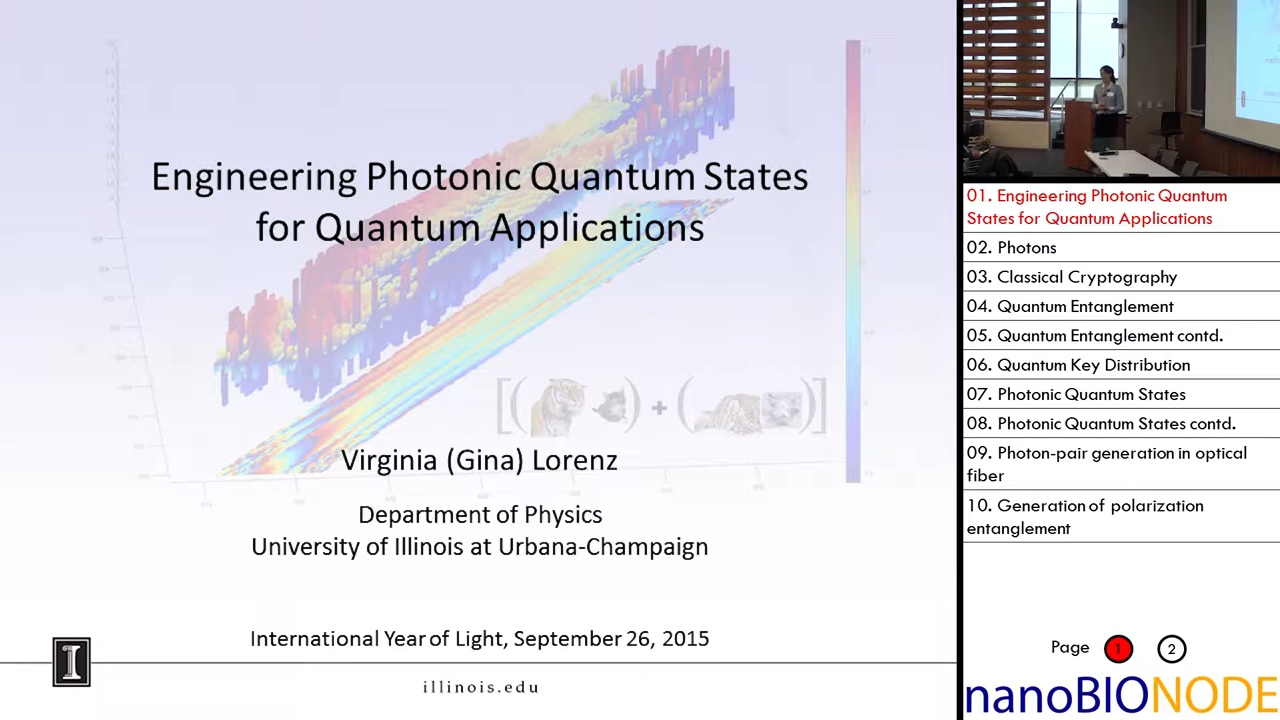 Engineering Photonic Quantum States
for Quantum Applications
Virginia (Gina) Lorenz
Department of Physics
University of Illinois at Urbana-Champaign
International Year of Light, September 26, 2015
I
illinois.edu
01. Engineering Photonic Quantum
States for Quantum Applications
02. Photons
03. Classical Cryptography
04. Quantum Entanglement
05. Quantum Entanglement contd.
06. Quantum Key Distribution
07. Photonic Quantum States
08. Photonic Quantum States contd.
09. Photon-pair generation in optical
fiber
10. Generation of polarization
entanglement
Page 1 2
nanoBIONODE